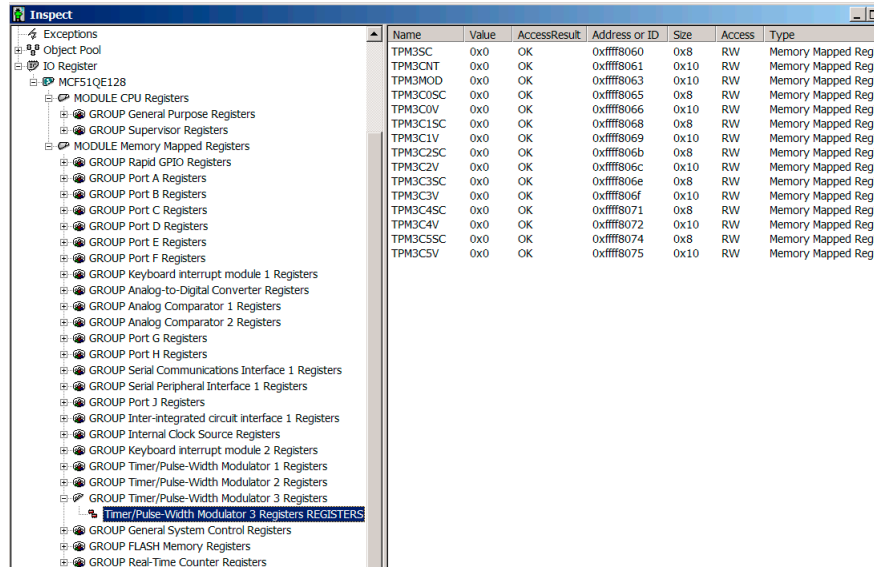 Inspect
Exceptions
Object Pool
IO Register
MCF51QE128
MODULE CPU Registers
GROUP General Purpose Registers
GROUP Supervisor Registers
MODULE Memory Mapped Registers
GROUP Rapid GPIO Registers
GROUP Port A Registers
GROUP Port B Registers
GROUP Port C Registers
GROUP Port D Registers
GROUP Port E Registers
GROUP Port F Registers
GROUP Keyboard interrupt module 1 Registers
GROUP Analog-to-Digital Converter Registers
GROUP Analog Comparator 1 Registers
GROUP Analog Comparator 2 Registers
GROUP Port G Registers
GROUP Port H Registers
GROUP Serial Communications Interface 1 Registers
GROUP Serial Peripheral Interface 1 Registers
GROUP Port J Registers
GROUP Inter-integrated circuit interface 1 Registers
GROUP Internal Clock Source Registers
GROUP Keyboard interrupt module 2 Registers
GROUP Timer/Pulse-Width Modulator 1 Registers
GROUP Timer/Pulse-Width Modulator 2 Registers
GROUP Timer/Pulse-Width Modulator 3 Registers
Timer/Pulse-Width Modulator 3 Registers REGISTERS
GROUP General System Control Registers
GROUP FLASH Memory Registers
GROUP Real-Time Counter Registers
Name Value AccessResult Address or ID Size Access Type
TPM3SC 0x0 OK 0xffff8060 0x8 RW Memory Mapped Reg
TPM3CNT 0x0 OK 0xffff8061 0x10 RW Memory Mapped Reg
TPM3MOD 0x0 OK 0xffff8063 0x10 RW Memory Mapped Reg
TPM3C0SC 0x0 OK 0xffff8065 0x8 RW Memory Mapped Reg
TPM3C0V 0x0 OK 0xffff8066 0x10 RW Memory Mapped Reg
TPM3C1SC 0x0 OK 0xffff8068 0x8 RW Memory Mapped Reg
TPM3C1V 0x0 OK 0xffff8069 0x10 RW Memory Mapped Reg
TPM3C2SC 0x0 OK 0xffff806b 0x8 RW Memory Mapped Reg
TPM3C2V 0x0 OK 0xffff806c 0x10 RW Memory Mapped Reg
TPM3C3SC 0x0 OK 0xffff806e 0x8 RW Memory Mapped Reg
TPM3C3V 0x0 OK 0xffff806f 0x10 RW Memory Mapped Reg
TPM3C4SC 0x0 OK 0xffff8071 0x8 RW Memory Mapped Reg
TPM3C4V 0x0 OK 0xffff8072 0x10 RW Memory Mapped Reg
TPM3C5SC 0x0 OK 0xffff8074 0x8 RW Memory Mapped Reg
TPM3C5V 0x0 OK 0xffff8075 0x10 RW Memory Mapped Reg